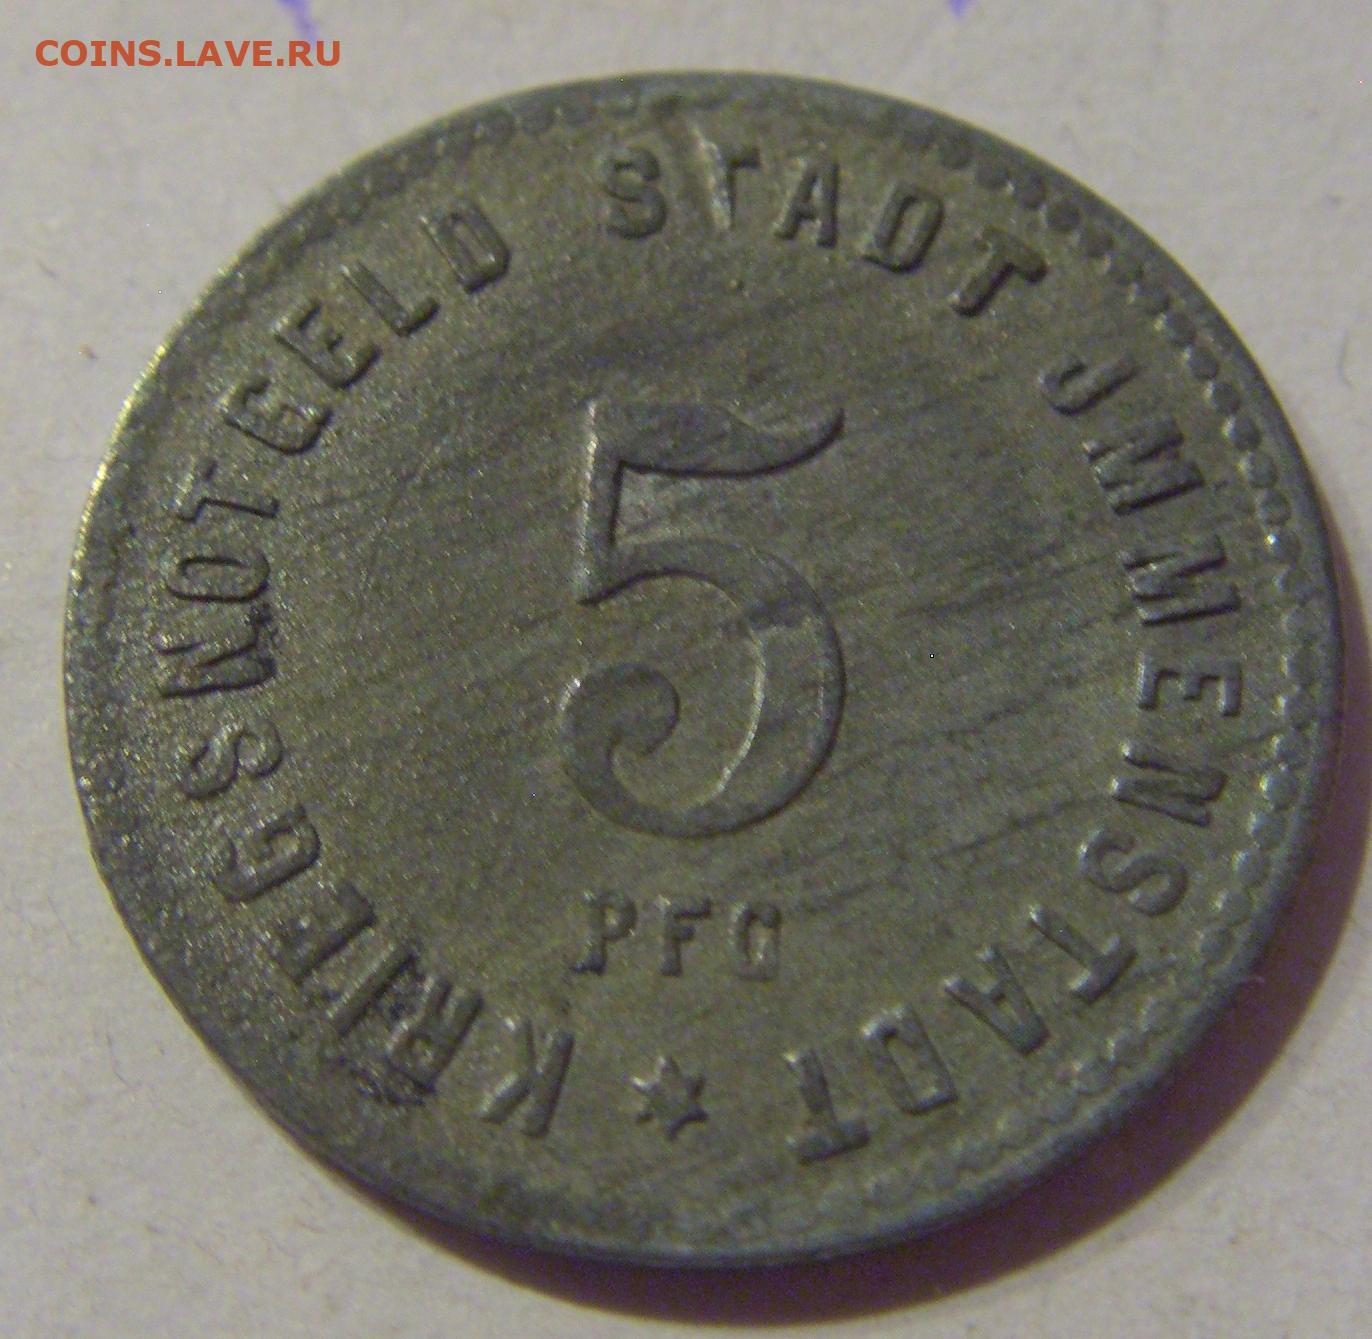 COINS.LAVE.RU
KRIEGSNOTGELD STADT JMMENSTADT
5
PFG